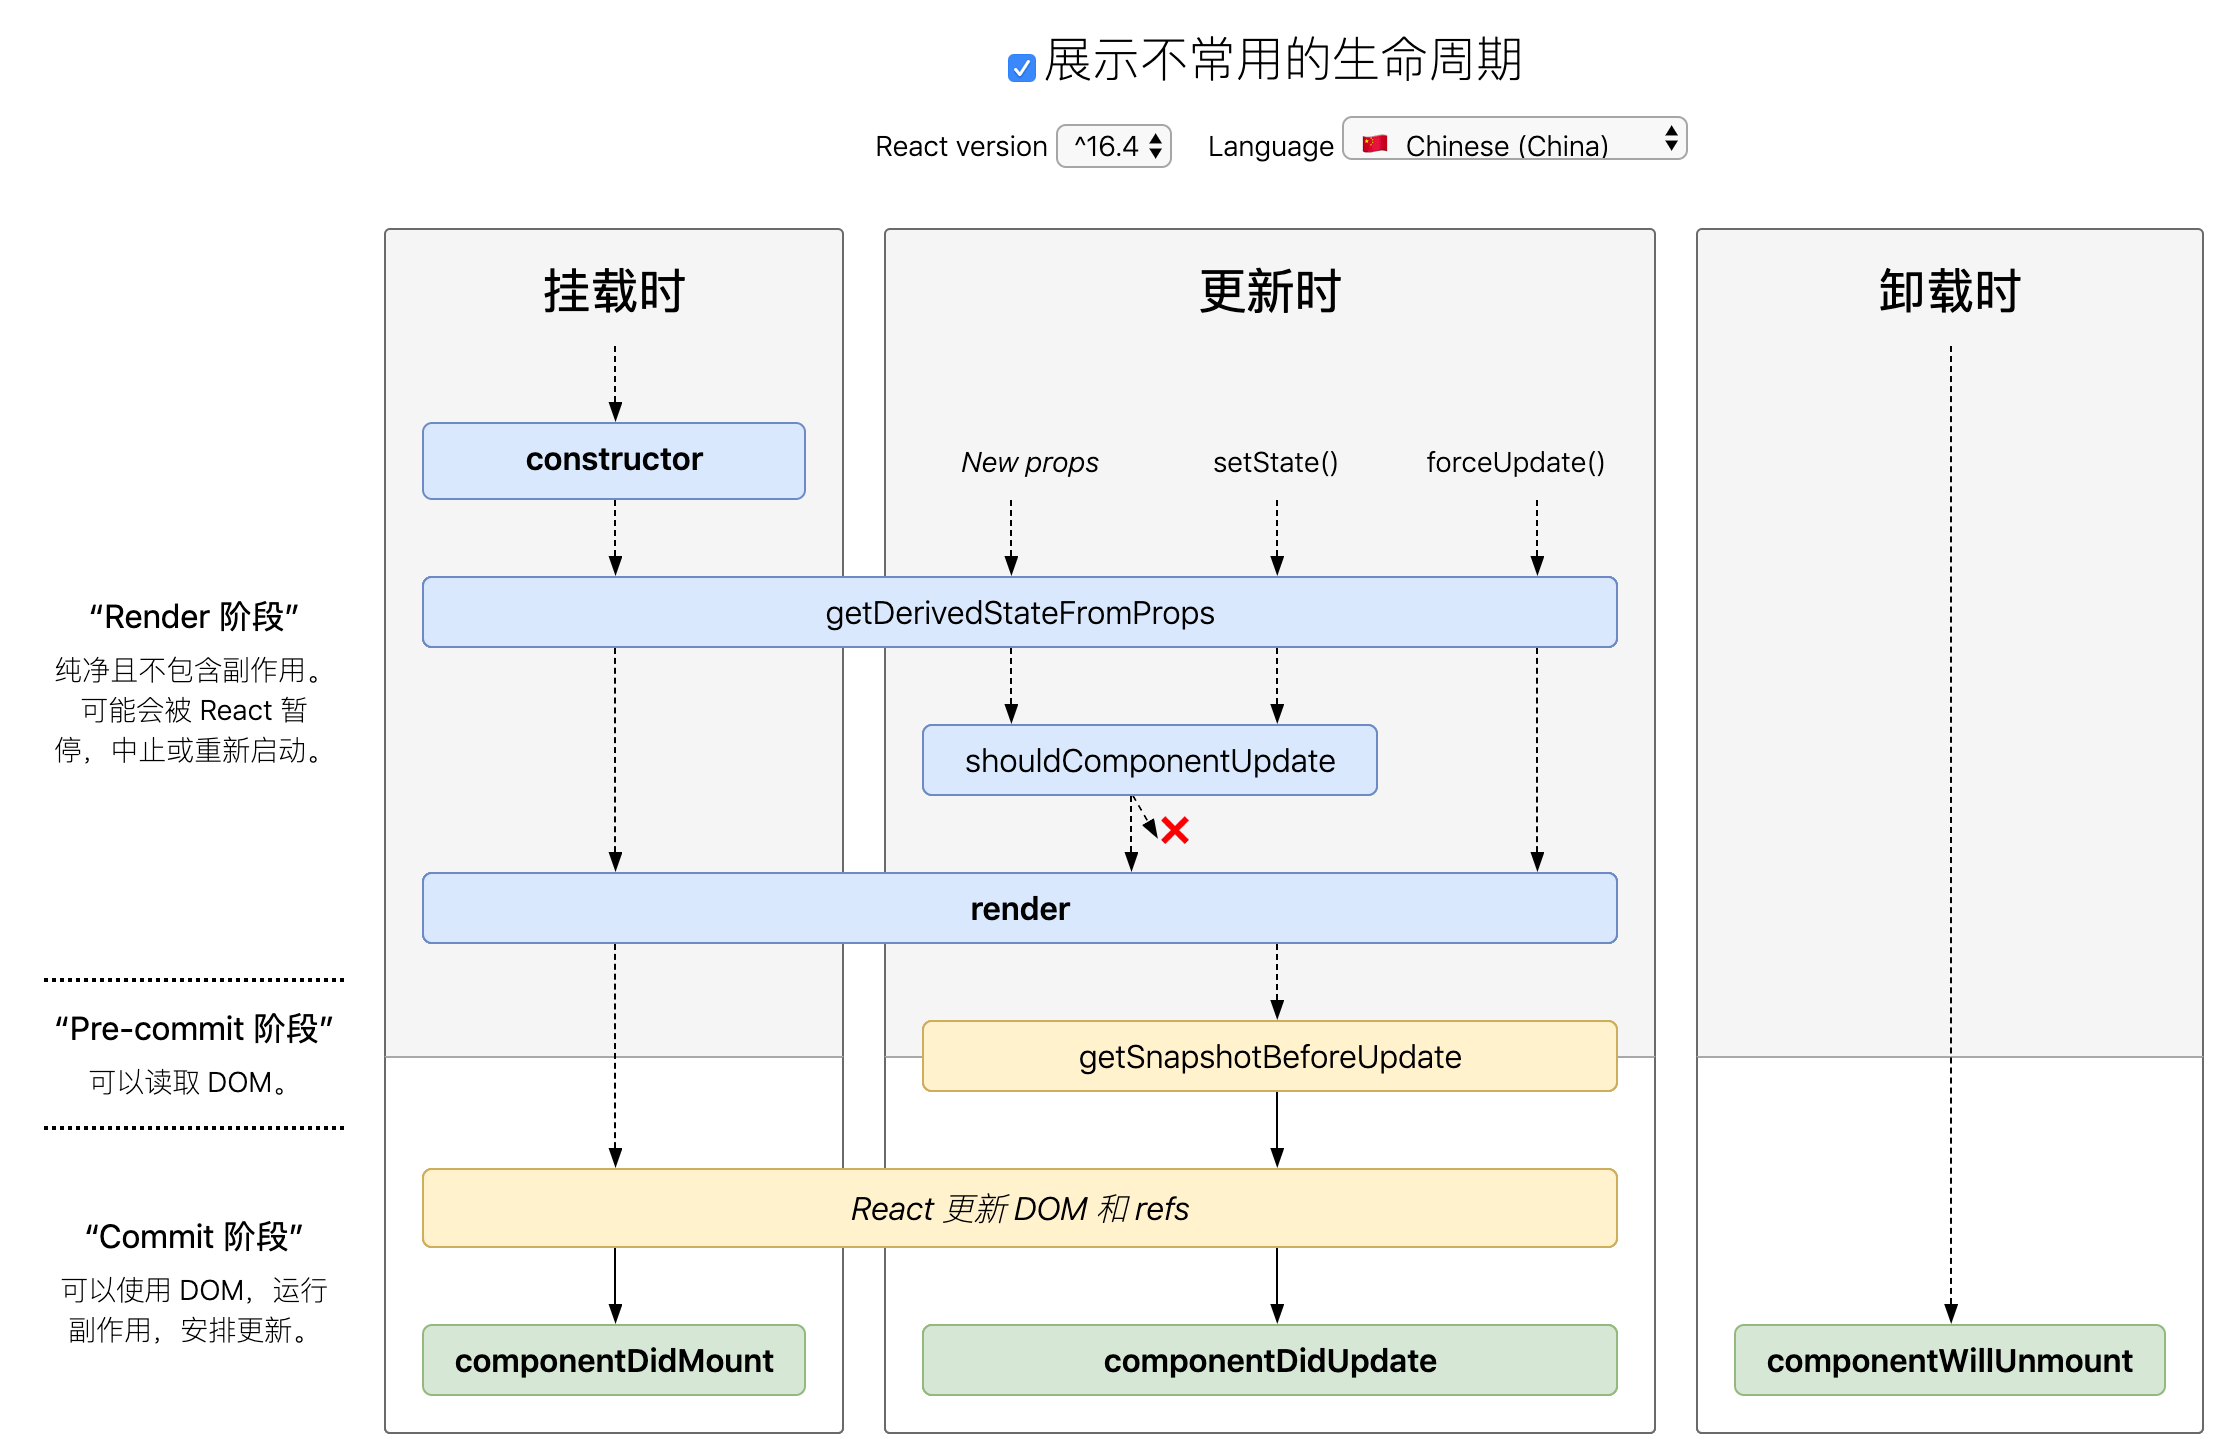 展示不常用的生命周期
React version ^16.4 Language 🇨🇳 Chinese (China)
挂载时
更新时
卸载时
constructor
New props
setState()
forceUpdate()
getDerivedStateFromProps
“Render 阶段”
纯净且不包含副作用。
可能会被 React 暂
停，中止或重新启动。
shouldComponentUpdate
render
“Pre-commit 阶段”
可以读取 DOM。
getSnapshotBeforeUpdate
React 更新 DOM 和 refs
“Commit 阶段”
可以使用 DOM，运行
副作用，安排更新。
componentDidMount
componentDidUpdate
componentWillUnmount